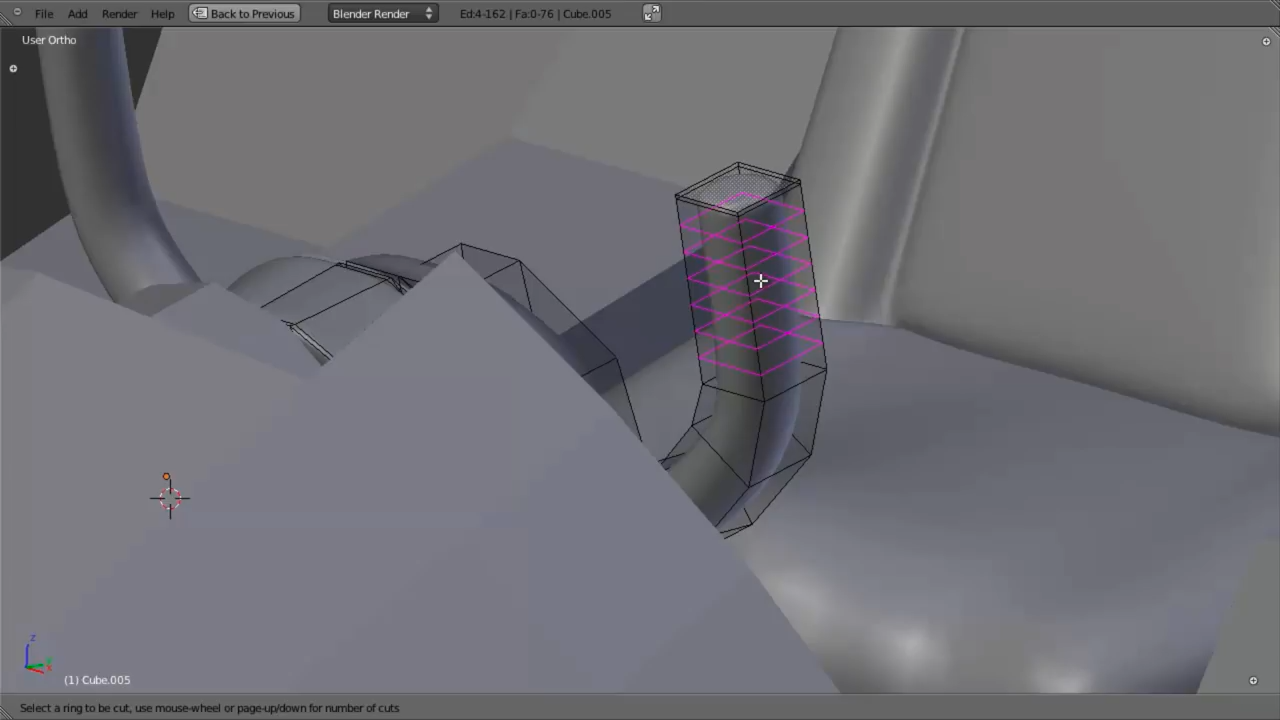 File Add Render Help Back to Previous Blender Render Ed:4-162 | Fa:0-76 | Cube.005
User Ortho
z
(1) Cube.005
Select a ring to be cut, use mouse-wheel or page-up/down for number of cuts